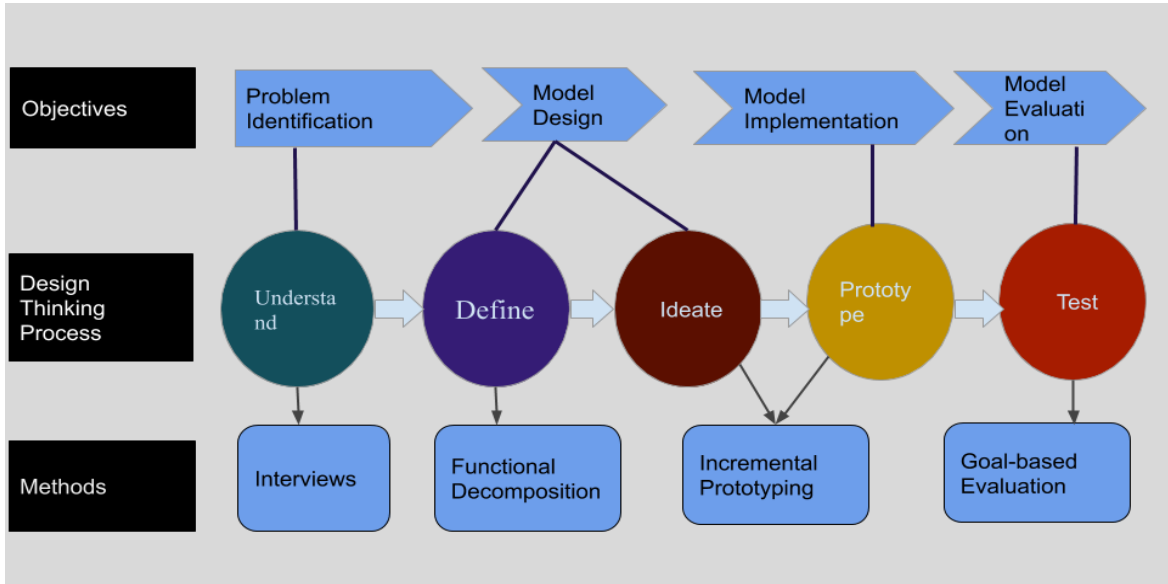 Objectives
Problem
Identification
Model
Design
Model
Implementation
Model
Evaluati
on
Design
Thinking
Process
Understa
nd
Define
Ideate
Prototy
pe
Test
Methods
Interviews
Functional
Decomposition
Incremental
Prototyping
Goal-based
Evaluation